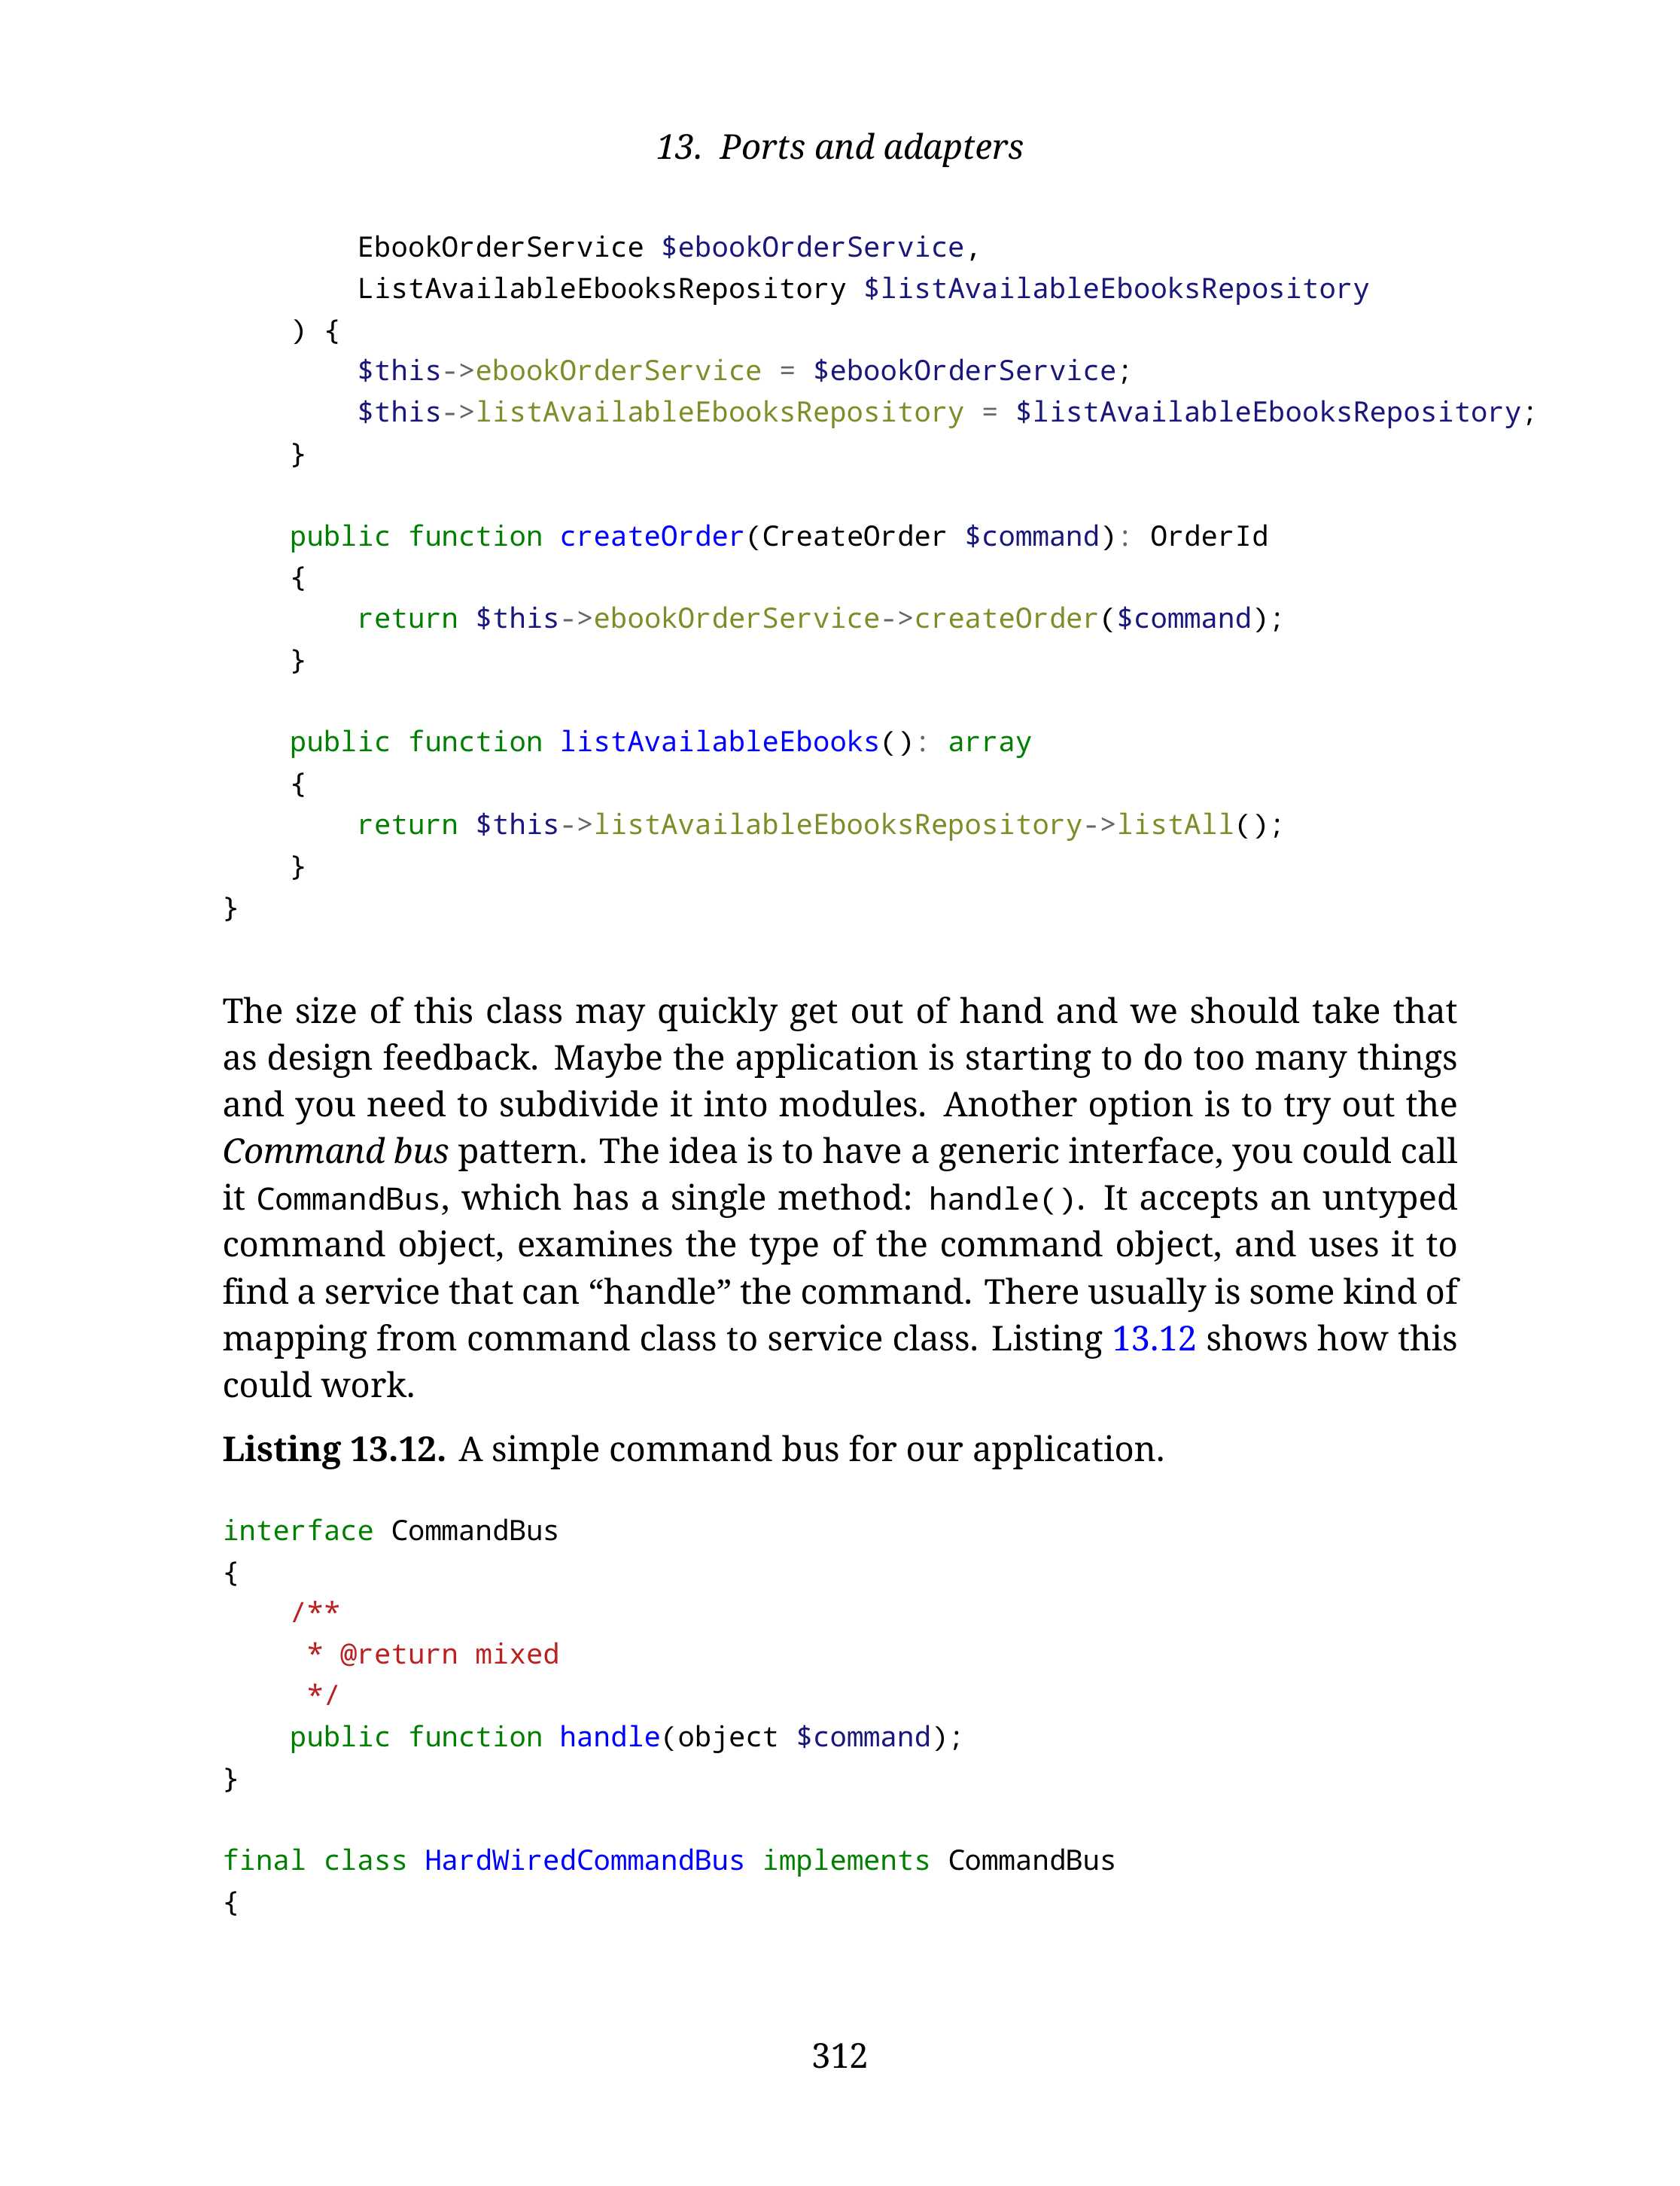 13. Ports and adapters
        EbookOrderService $ebookOrderService,
        ListAvailableEbooksRepository $listAvailableEbooksRepository
    ) {
        $this->ebookOrderService = $ebookOrderService;
        $this->listAvailableEbooksRepository = $listAvailableEbooksRepository;
    }
    public function createOrder(CreateOrder $command): OrderId
    {
        return $this->ebookOrderService->createOrder($command);
    }
    public function listAvailableEbooks(): array
    {
        return $this->listAvailableEbooksRepository->listAll();
    }
}
The size of this class may quickly get out of hand and we should take that
as design feedback. Maybe the application is starting to do too many things
and you need to subdivide it into modules. Another option is to try out the
Command bus pattern. The idea is to have a generic interface, you could call
it CommandBus, which has a single method: handle(). It accepts an untyped
command object, examines the type of the command object, and uses it to
find a service that can “handle” the command. There usually is some kind of
mapping from command class to service class. Listing 13.12 shows how this
could work.
Listing 13.12. A simple command bus for our application.
interface CommandBus
{
    /**
     * @return mixed
     */
    public function handle(object $command);
}
final class HardWiredCommandBus implements CommandBus
{
312